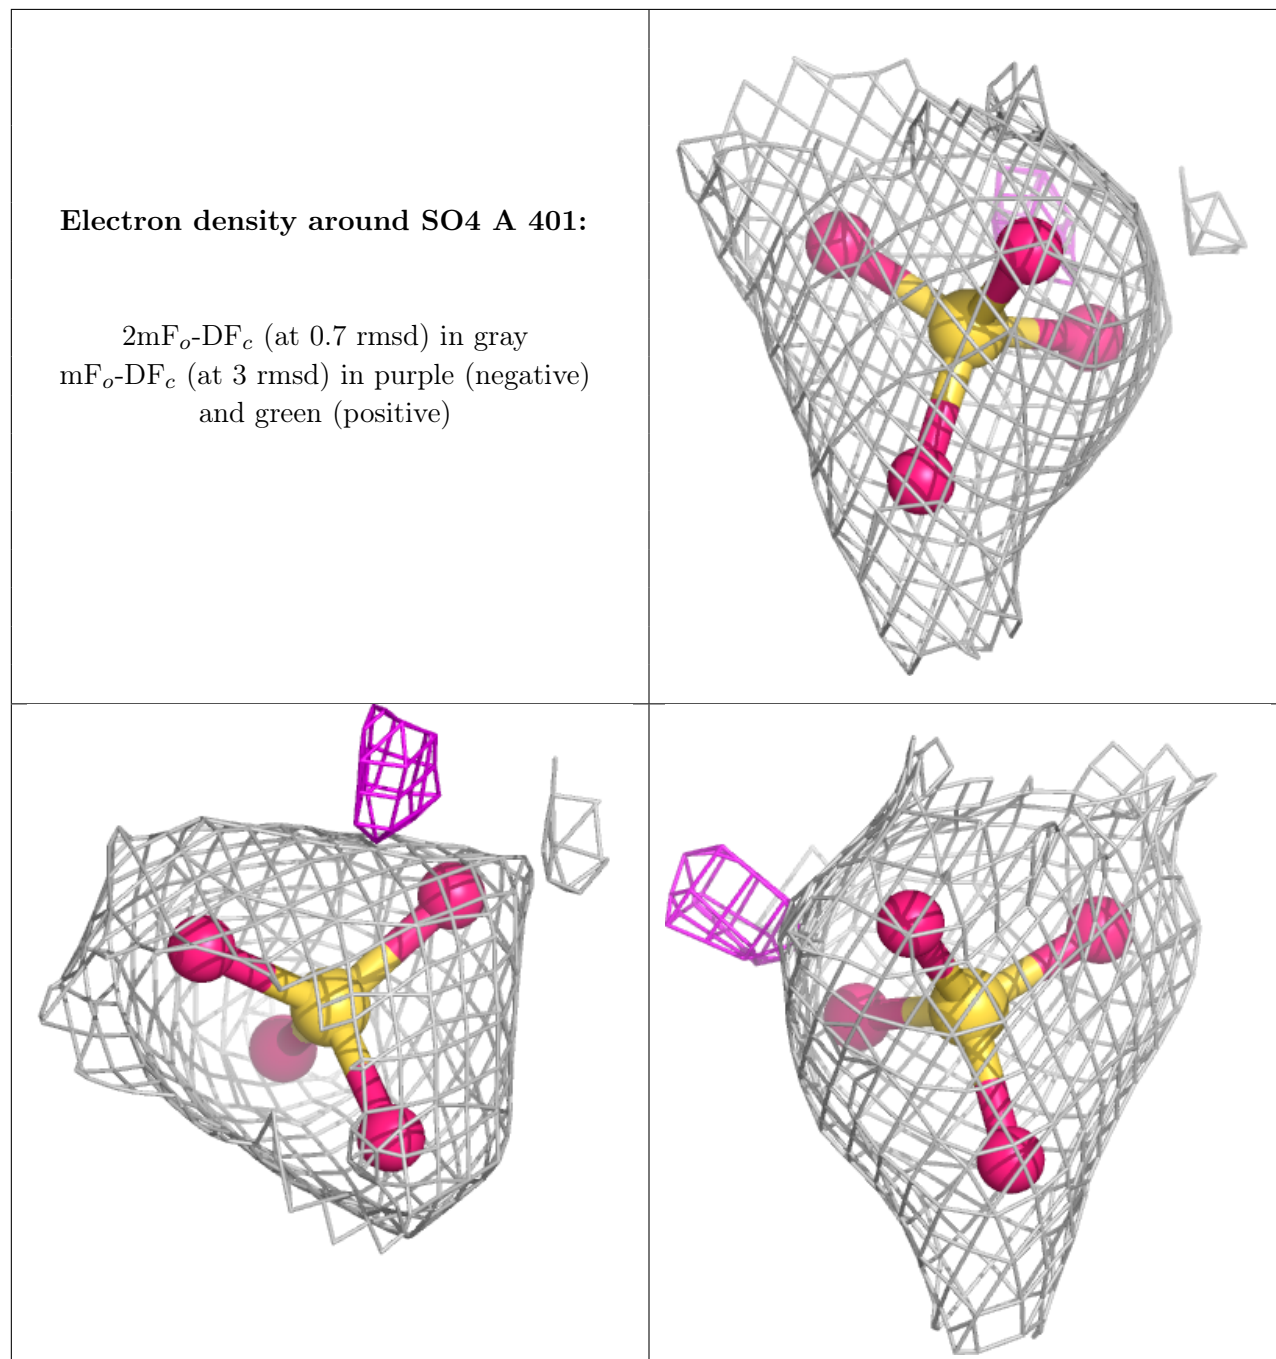 Electron density around SO4 A 401:
2mFₒ-DF𝒸 (at 0.7 rmsd) in gray
mFₒ-DF𝒸 (at 3 rmsd) in purple (negative)
and green (positive)